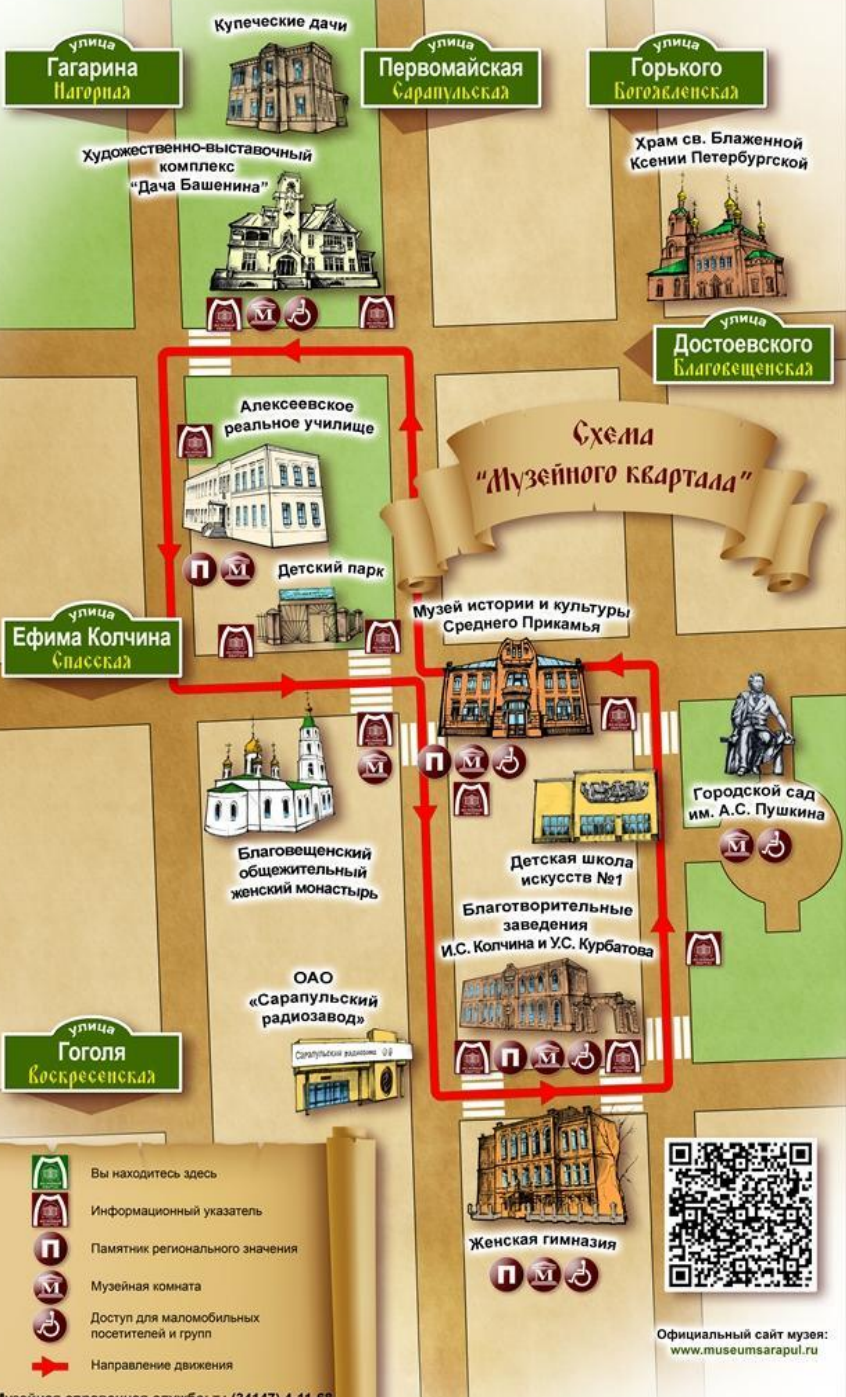 Купеческие дачи
улица
Гагарина
Нагорная
улица
Первомайская
Сарапульская
улица
Горького
Богоявленская
Художественно-выставочный
комплекс
“Дача Башенина”
Храм св. Блаженной
Ксении Петербургской
улица
Достоевского
Благовещенская
Алексеевское
реальное училище
Схема
“Музейного квартала”
П М
Детский парк
Музей истории и культуры
Среднего Прикамья
улица
Ефима Колчина
Спасская
М
П М
Городской сад
им. А.С. Пушкина
М
Благовещенский
общежительный
женский монастырь
Детская школа
искусств №1
Благотворительные
заведения
И.С. Колчина и У.С. Курбатова
ОАО
«Сарапульский
радиозавод»
Сарапульский радиозавод
П М
улица
Гоголя
Воскресенская
Женская гимназия
П М
Вы находитесь здесь
Информационный указатель
П
Памятник регионального значения
М
Музейная комната
Доступ для маломобильных
посетителей и групп
Направление движения
Официальный сайт музея:
www.museumsarapul.ru